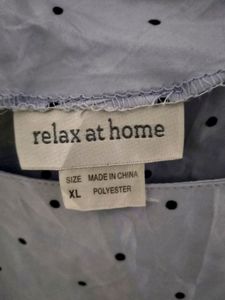 relax at home
SIZE MADE IN CHINA
XL POLYESTER